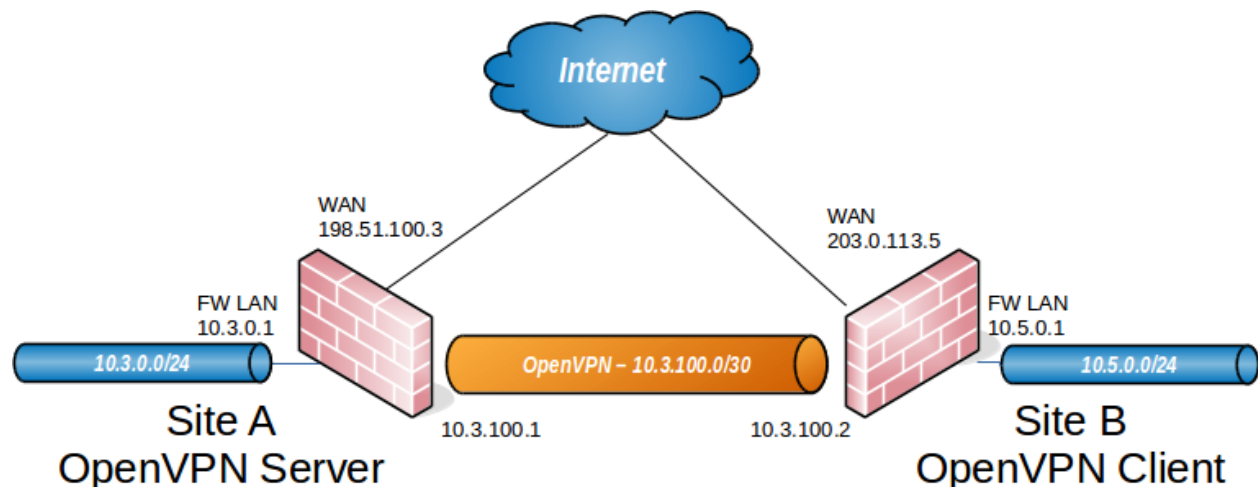 Internet
WAN
198.51.100.3
WAN
203.0.113.5
FW LAN
10.3.0.1
FW LAN
10.5.0.1
10.3.0.0/24
OpenVPN – 10.3.100.0/30
10.5.0.0/24
10.3.100.1
10.3.100.2
Site A
OpenVPN Server
Site B
OpenVPN Client